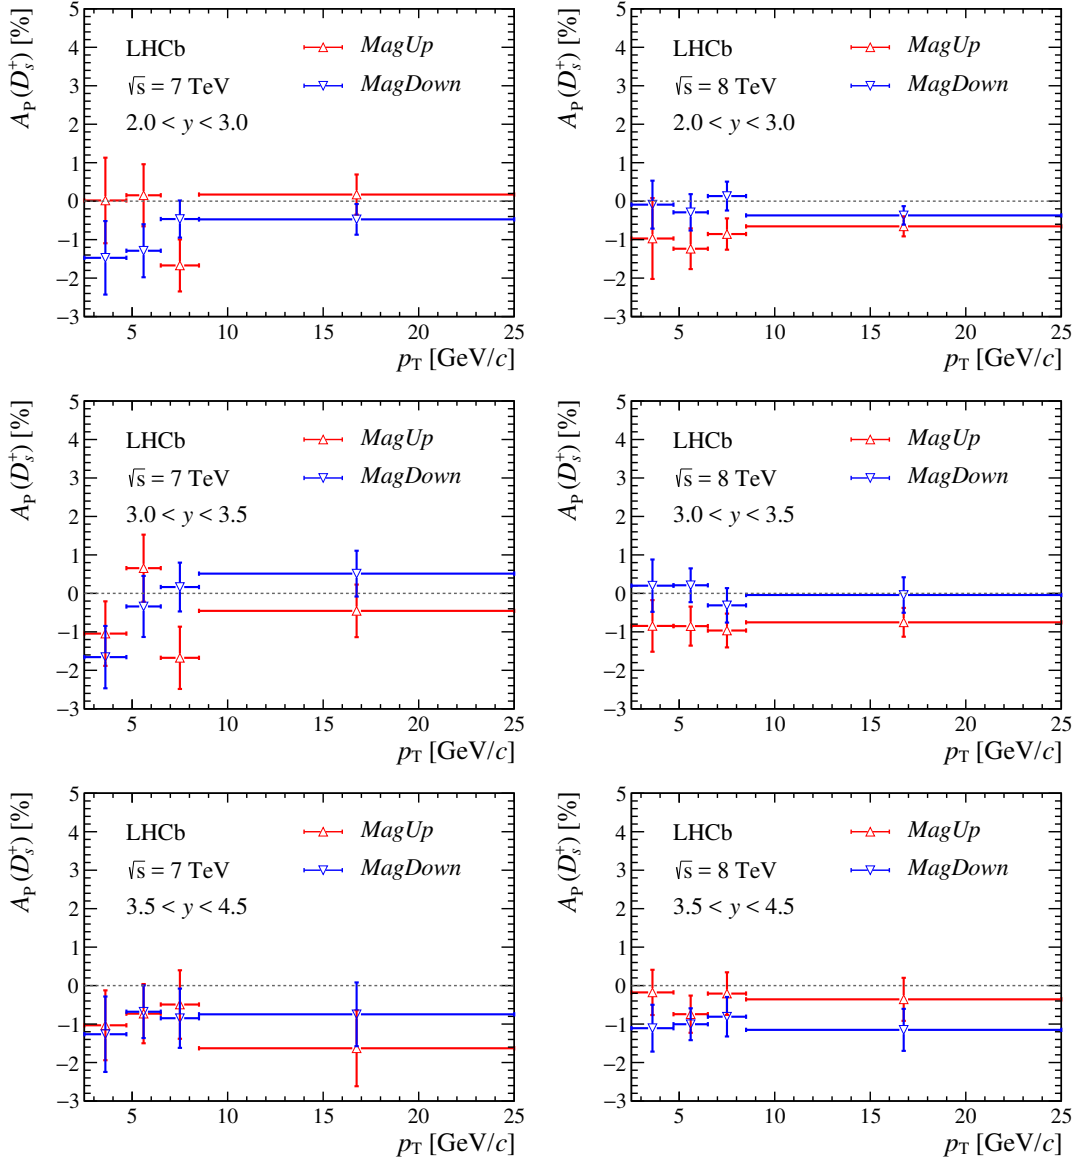 A_P(D_s^+) [%]
5
4
3
2
1
0
−1
−2
−3
LHCb
√s = 7 TeV
2.0 < y < 3.0
MagUp
MagDown
5 10 15 20 25
p_T [GeV/c]
A_P(D_s^+) [%]
5
4
3
2
1
0
−1
−2
−3
LHCb
√s = 8 TeV
2.0 < y < 3.0
MagUp
MagDown
5 10 15 20 25
p_T [GeV/c]
A_P(D_s^+) [%]
5
4
3
2
1
0
−1
−2
−3
LHCb
√s = 7 TeV
3.0 < y < 3.5
MagUp
MagDown
5 10 15 20 25
p_T [GeV/c]
A_P(D_s^+) [%]
5
4
3
2
1
0
−1
−2
−3
LHCb
√s = 8 TeV
3.0 < y < 3.5
MagUp
MagDown
5 10 15 20 25
p_T [GeV/c]
A_P(D_s^+) [%]
5
4
3
2
1
0
−1
−2
−3
LHCb
√s = 7 TeV
3.5 < y < 4.5
MagUp
MagDown
5 10 15 20 25
p_T [GeV/c]
A_P(D_s^+) [%]
5
4
3
2
1
0
−1
−2
−3
LHCb
√s = 8 TeV
3.5 < y < 4.5
MagUp
MagDown
5 10 15 20 25
p_T [GeV/c]